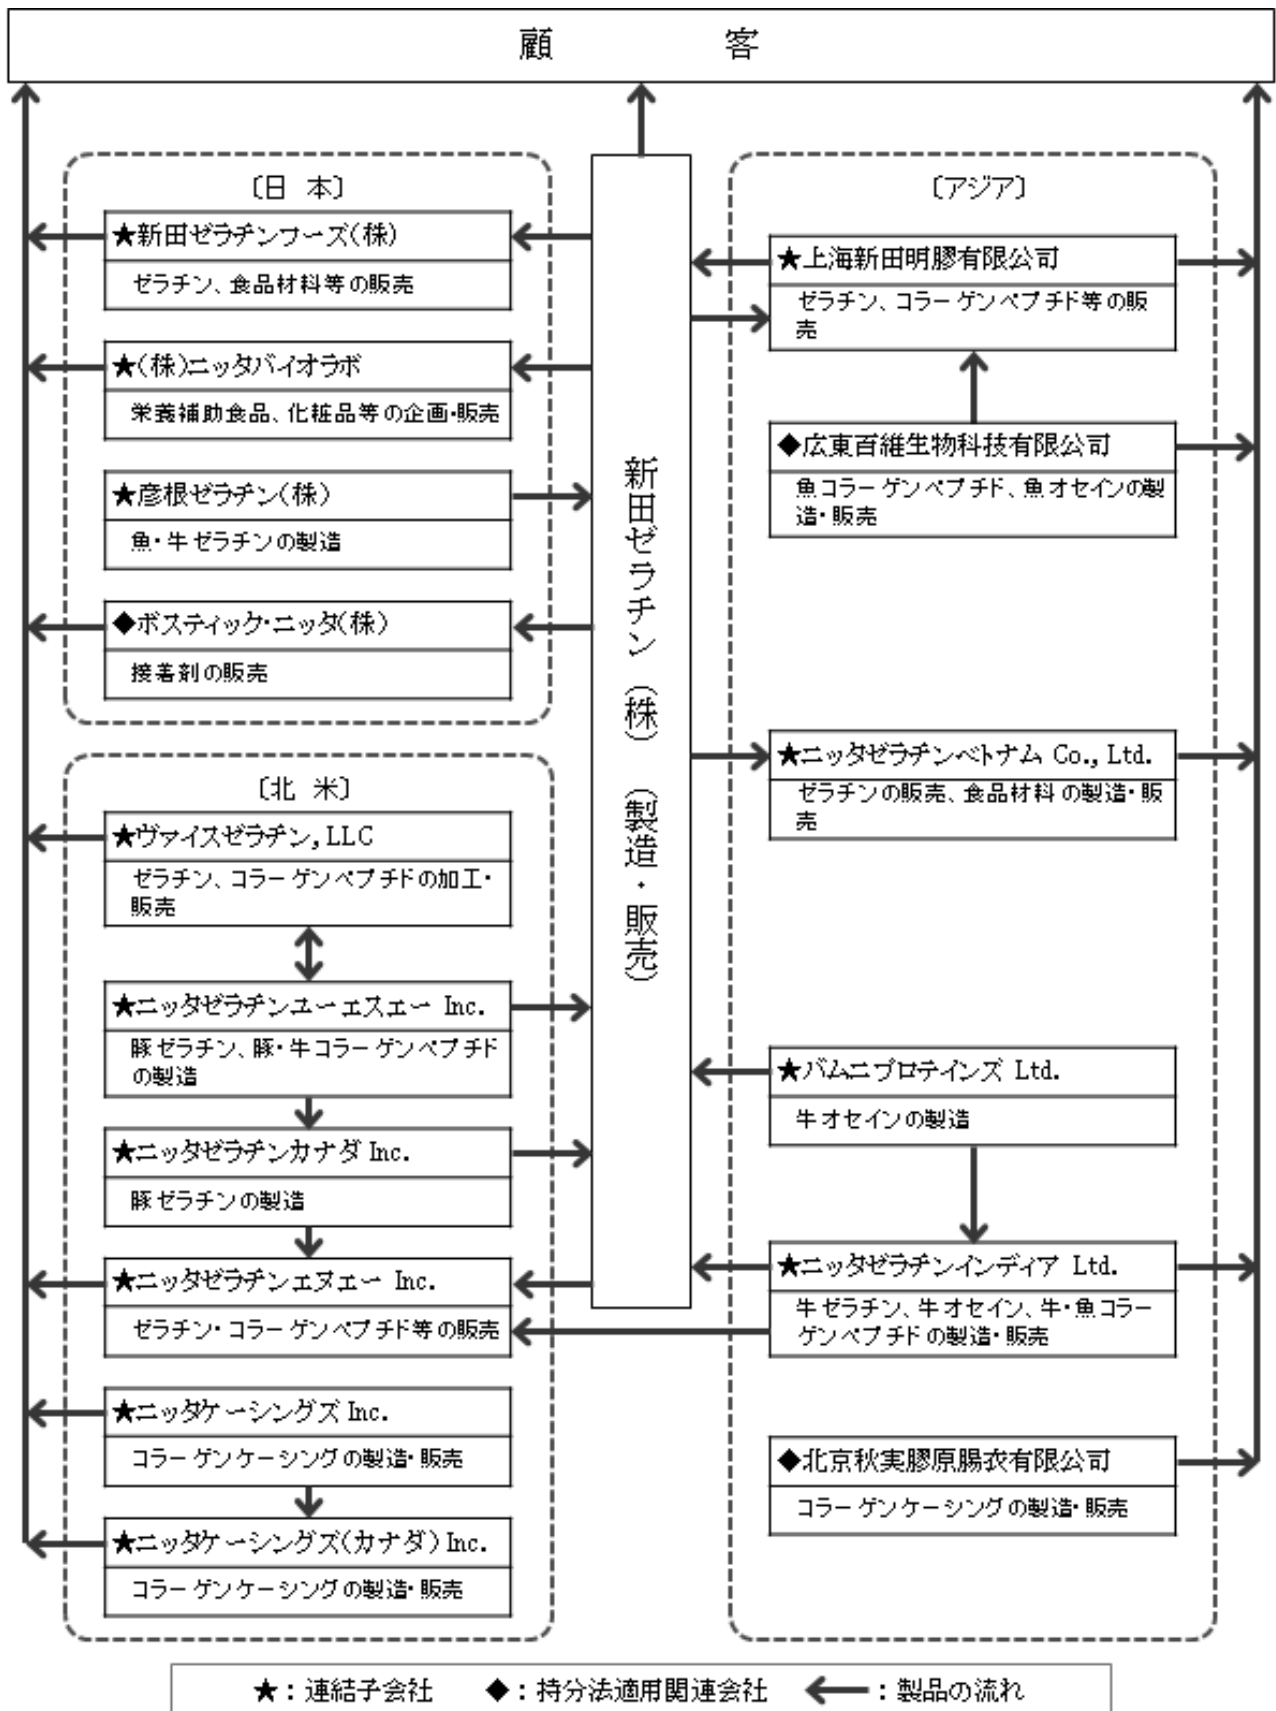 顧 客
〔日 本〕
★新田ゼラチンフーズ(株)
ゼラチン、食品材料等の販売
★(株)ニッタバイオラボ
栄養補助食品、化粧品等の企画・販売
★彦根ゼラチン(株)
魚・牛ゼラチンの製造
◆ボスティック・ニッタ(株)
接着剤の販売
〔北 米〕
★ヴァイスゼラチン, LLC
ゼラチン、コラーゲンペプチドの加工・
販売
★ニッタゼラチンユーエスエー Inc.
豚ゼラチン、豚・牛コラーゲンペプチド
の製造
★ニッタゼラチンカナダ Inc.
豚ゼラチンの製造
★ニッタゼラチンエヌエー Inc.
ゼラチン・コラーゲンペプチド等の販売
★ニッタケーシングズ Inc.
コラーゲンケーシングの製造・販売
★ニッタケーシングズ(カナダ) Inc.
コラーゲンケーシングの製造・販売
新田ゼラチン(株)(製造・販売)
〔アジア〕
★上海新田明膠有限公司
ゼラチン、コラーゲンペプチド等の販
売
◆広東百維生物科技有限公司
魚コラーゲンペプチド、魚オセインの製
造・販売
★ニッタゼラチンベトナム Co., Ltd.
ゼラチンの販売、食品材料の製造・販
売
★バムニプロテインズ Ltd.
牛オセインの製造
★ニッタゼラチンインディア Ltd.
牛ゼラチン、牛オセイン、牛・魚コラー
ゲンペプチドの製造・販売
◆北京秋実膠原腸衣有限公司
コラーゲンケーシングの製造・販売
★：連結子会社 ◆：持分法適用関連会社 ←：製品の流れ